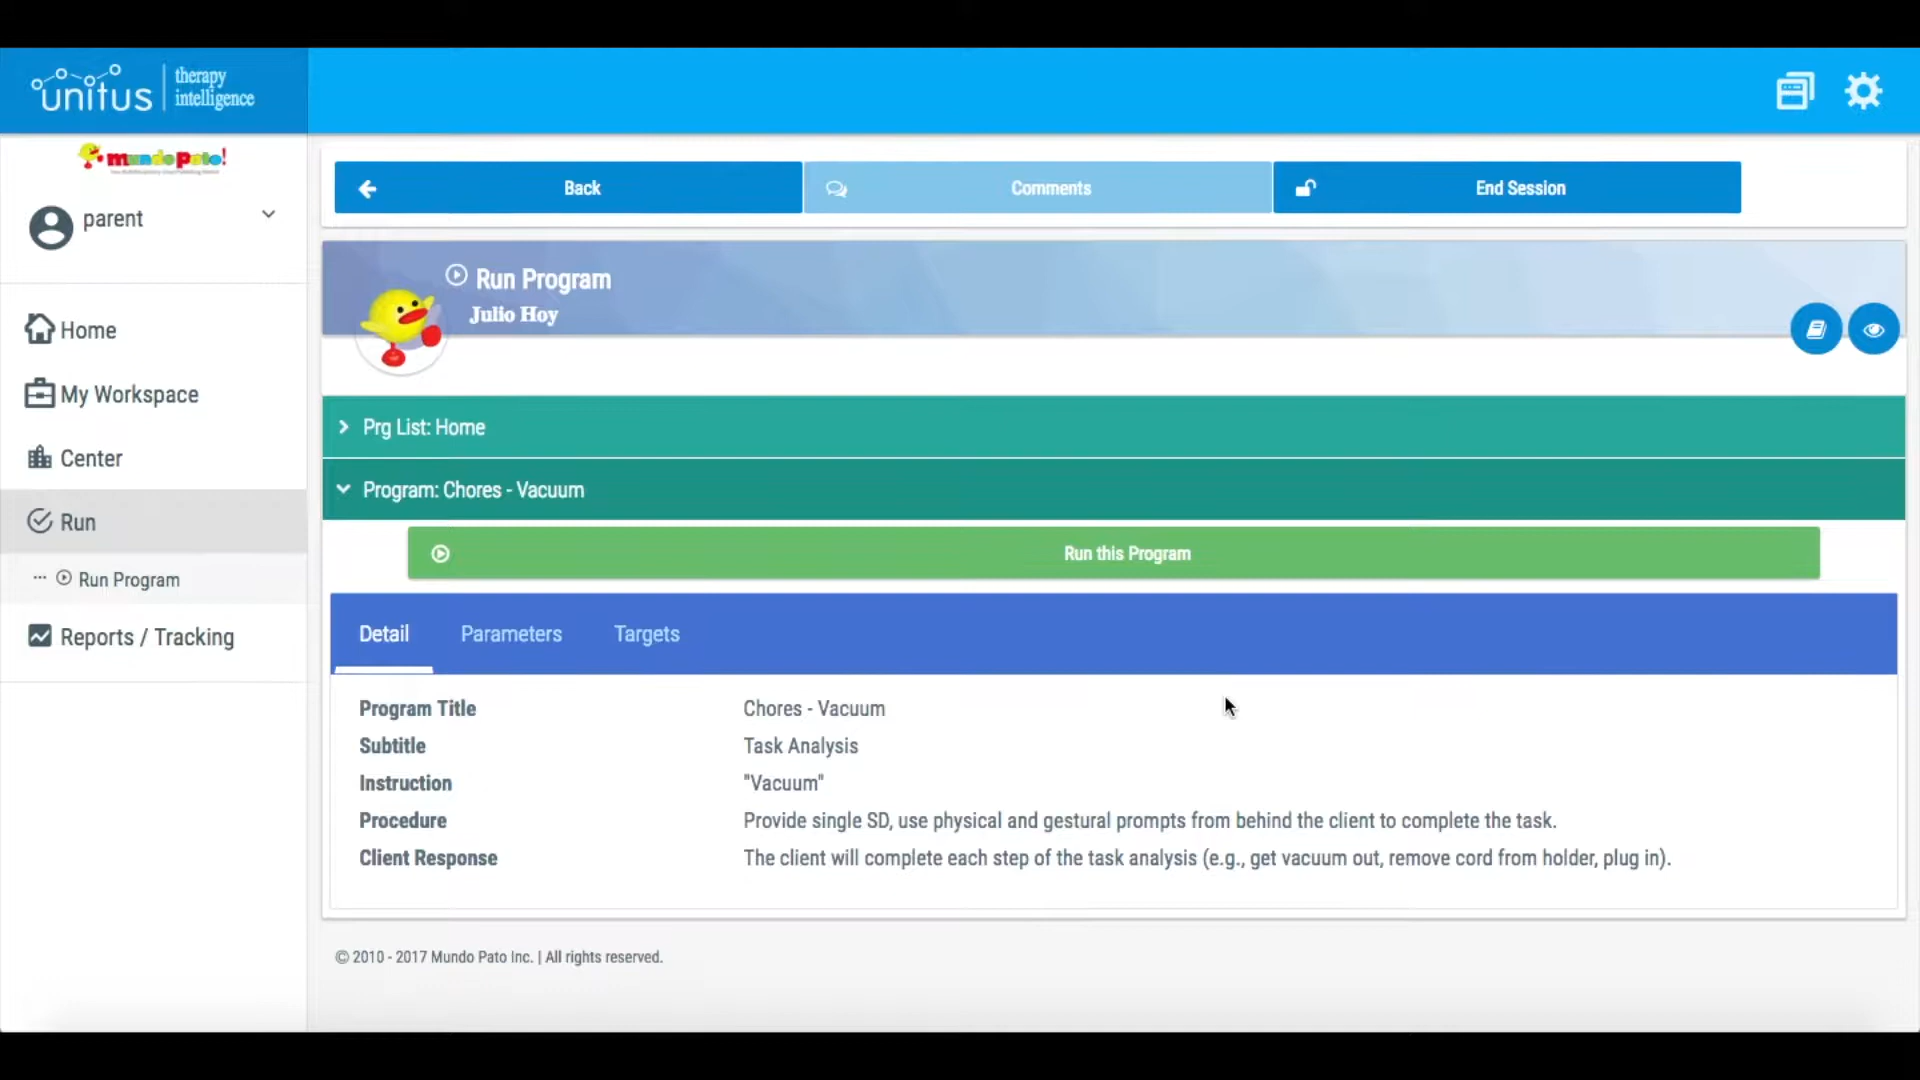 unitus therapy intelligence
mundo Pato!
parent
Home
My Workspace
Center
Run
Run Program
Reports / Tracking
Back
Comments
End Session
Run Program
Julio Hoy
Prg List: Home
Program: Chores - Vacuum
Run this Program
Detail Parameters Targets
Program Title Chores - Vacuum
Subtitle Task Analysis
Instruction "Vacuum"
Procedure Provide single SD, use physical and gestural prompts from behind the client to complete the task.
Client Response The client will complete each step of the task analysis (e.g., get vacuum out, remove cord from holder, plug in).
© 2010 - 2017 Mundo Pato Inc. | All rights reserved.